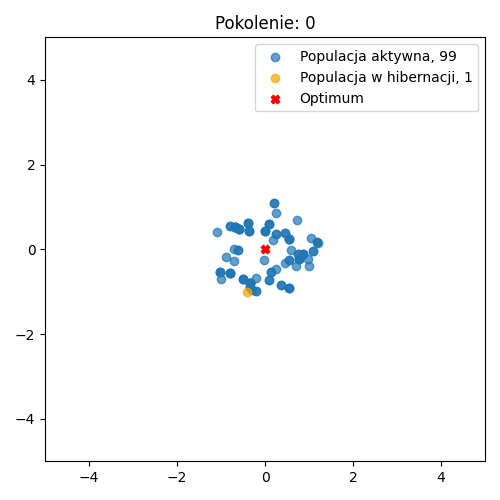 Pokolenie: 0
Populacja aktywna, 99
Populacja w hibernacji, 1
Optimum
4
2
0
−2
−4
−4 −2 0 2 4